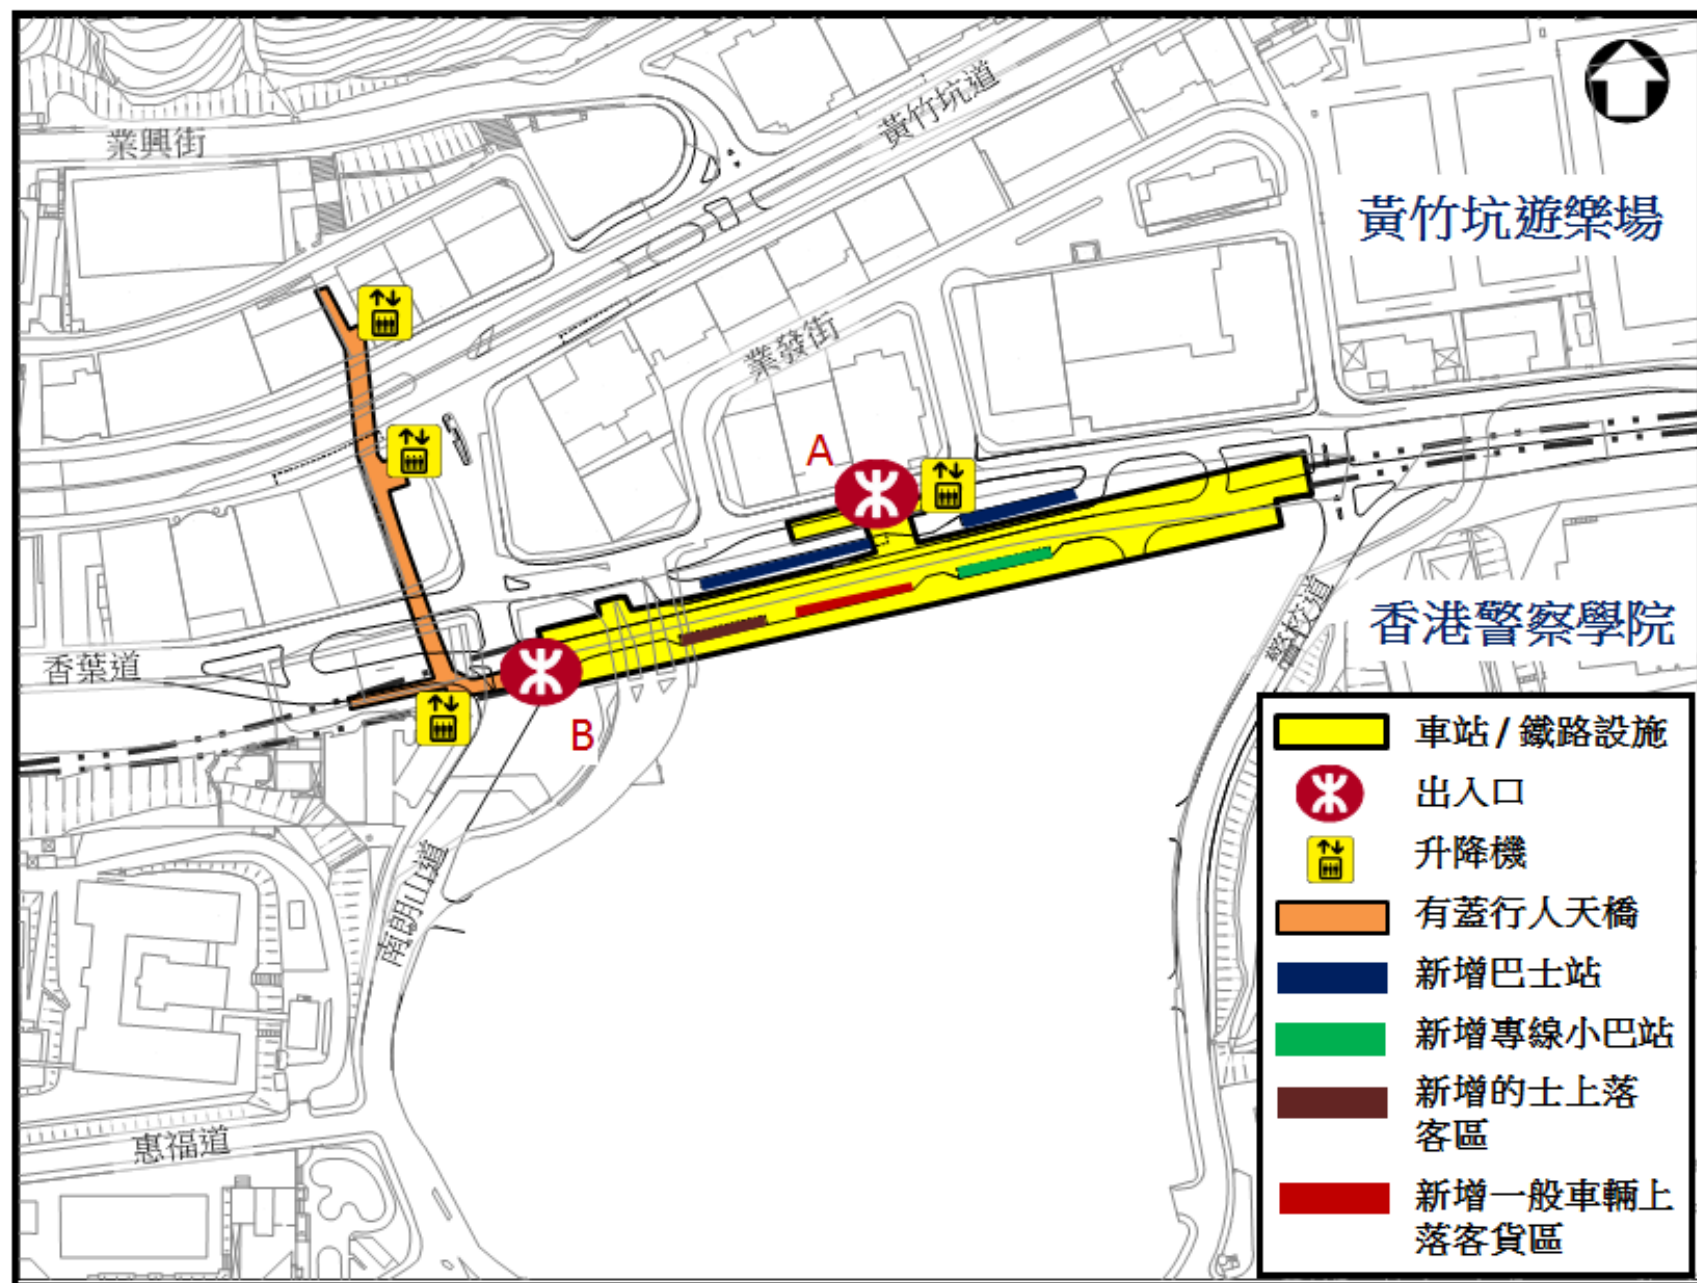 業興街
黃竹坑道
黃竹坑遊樂場
業發街
A
香港警察學院
警校道
香葉道
B
南朗山道
惠福道
車站/鐵路設施
出入口
升降機
有蓋行人天橋
新增巴士站
新增專線小巴站
新增的士上落
客區
新增一般車輛上
落客貨區